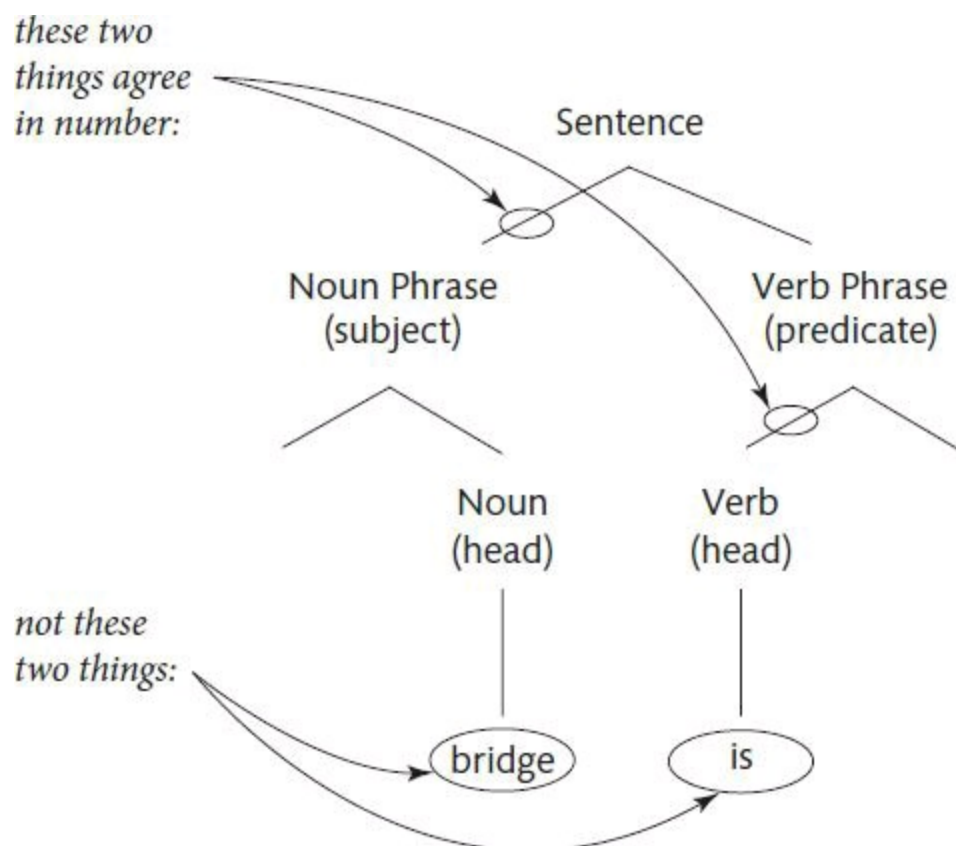 these two
things agree
in number:
Sentence
Noun Phrase
(subject)
Verb Phrase
(predicate)
Noun
(head)
Verb
(head)
not these
two things:
bridge
is